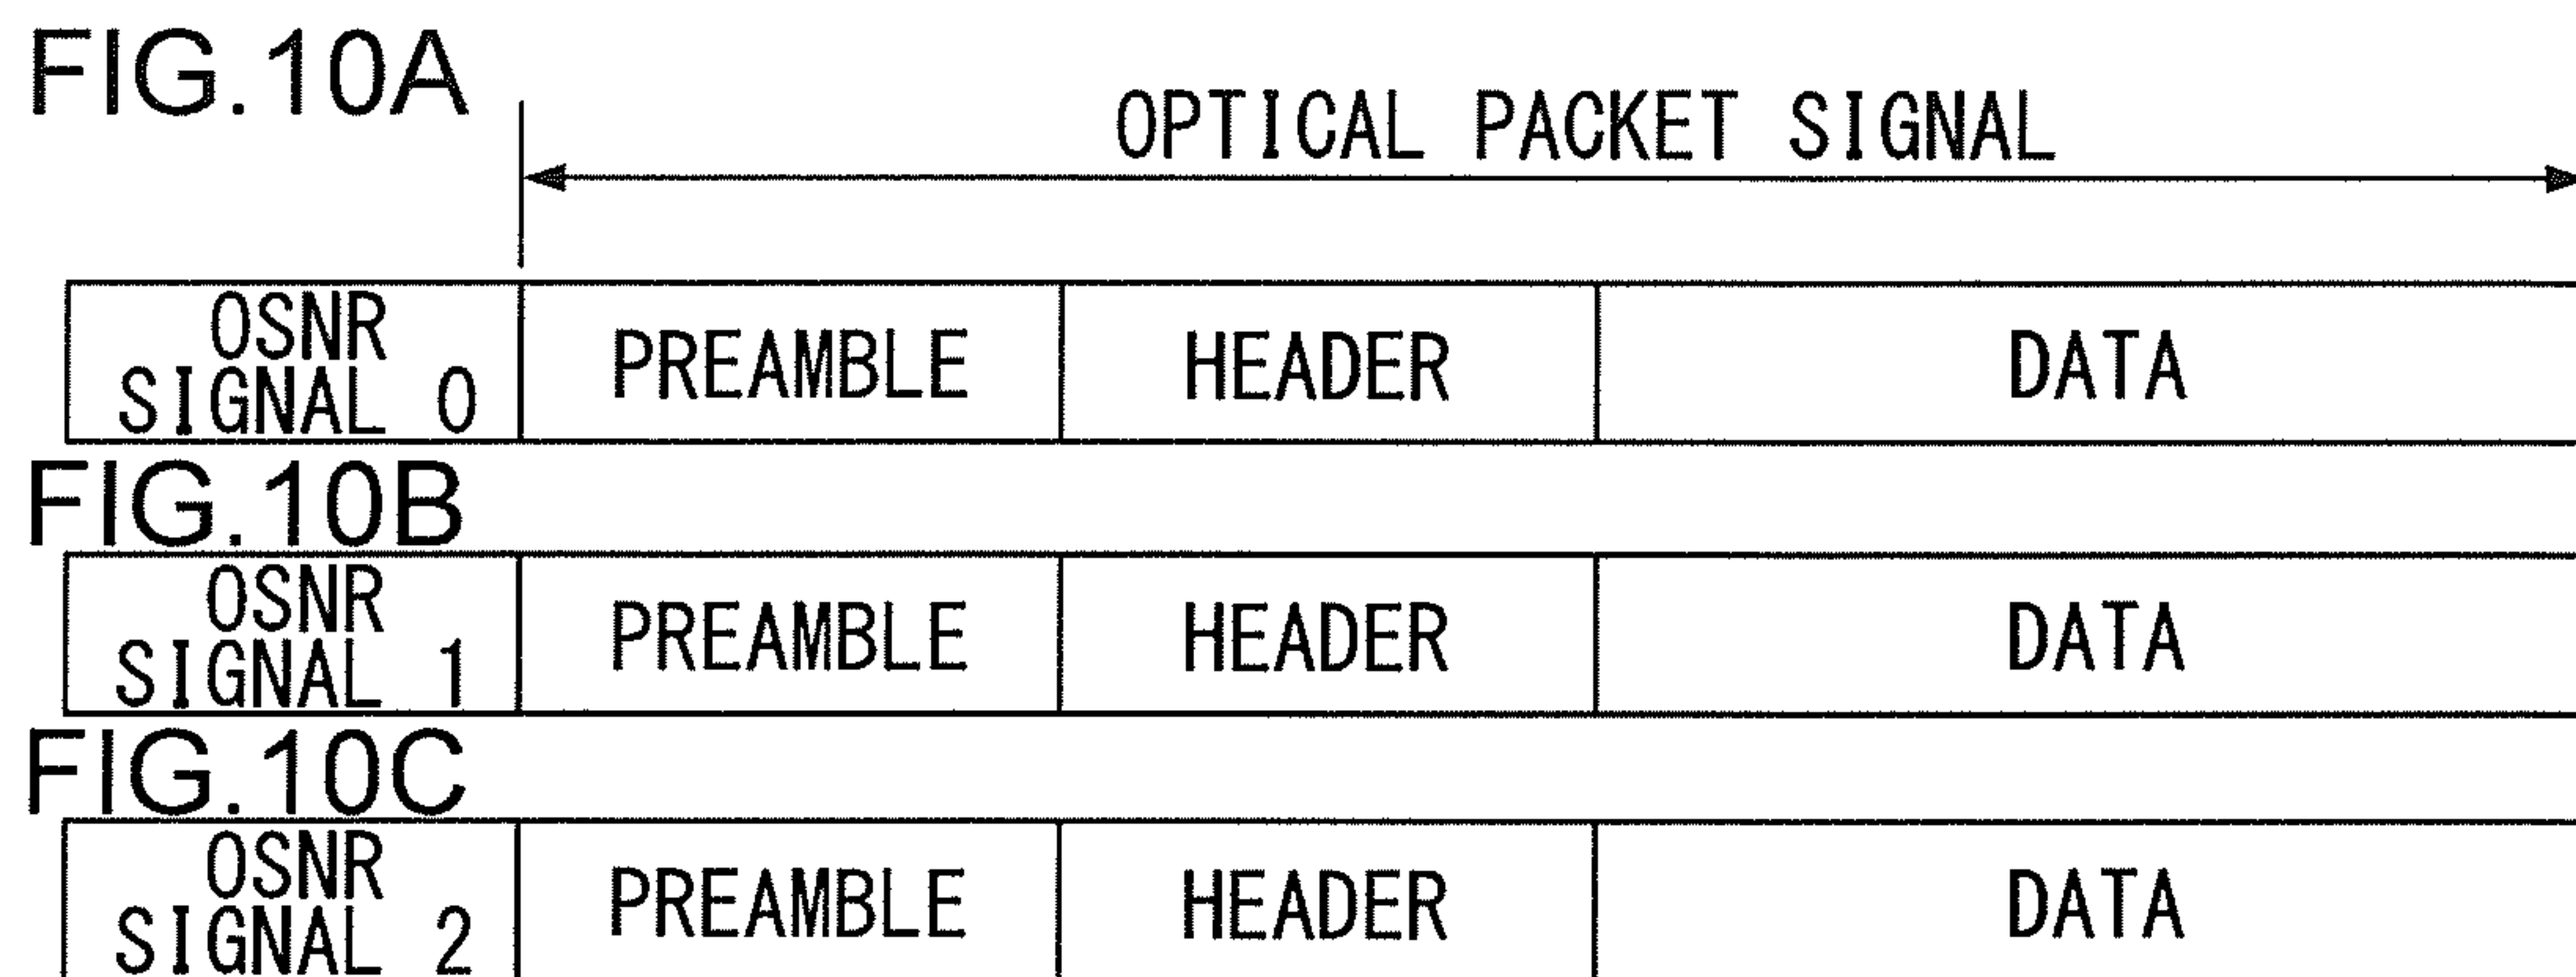 FIG.10A
OPTICAL PACKET SIGNAL
OSNR
SIGNAL 0
PREAMBLE
HEADER
DATA
FIG.10B
OSNR
SIGNAL 1
PREAMBLE
HEADER
DATA
FIG.10C
OSNR
SIGNAL 2
PREAMBLE
HEADER
DATA